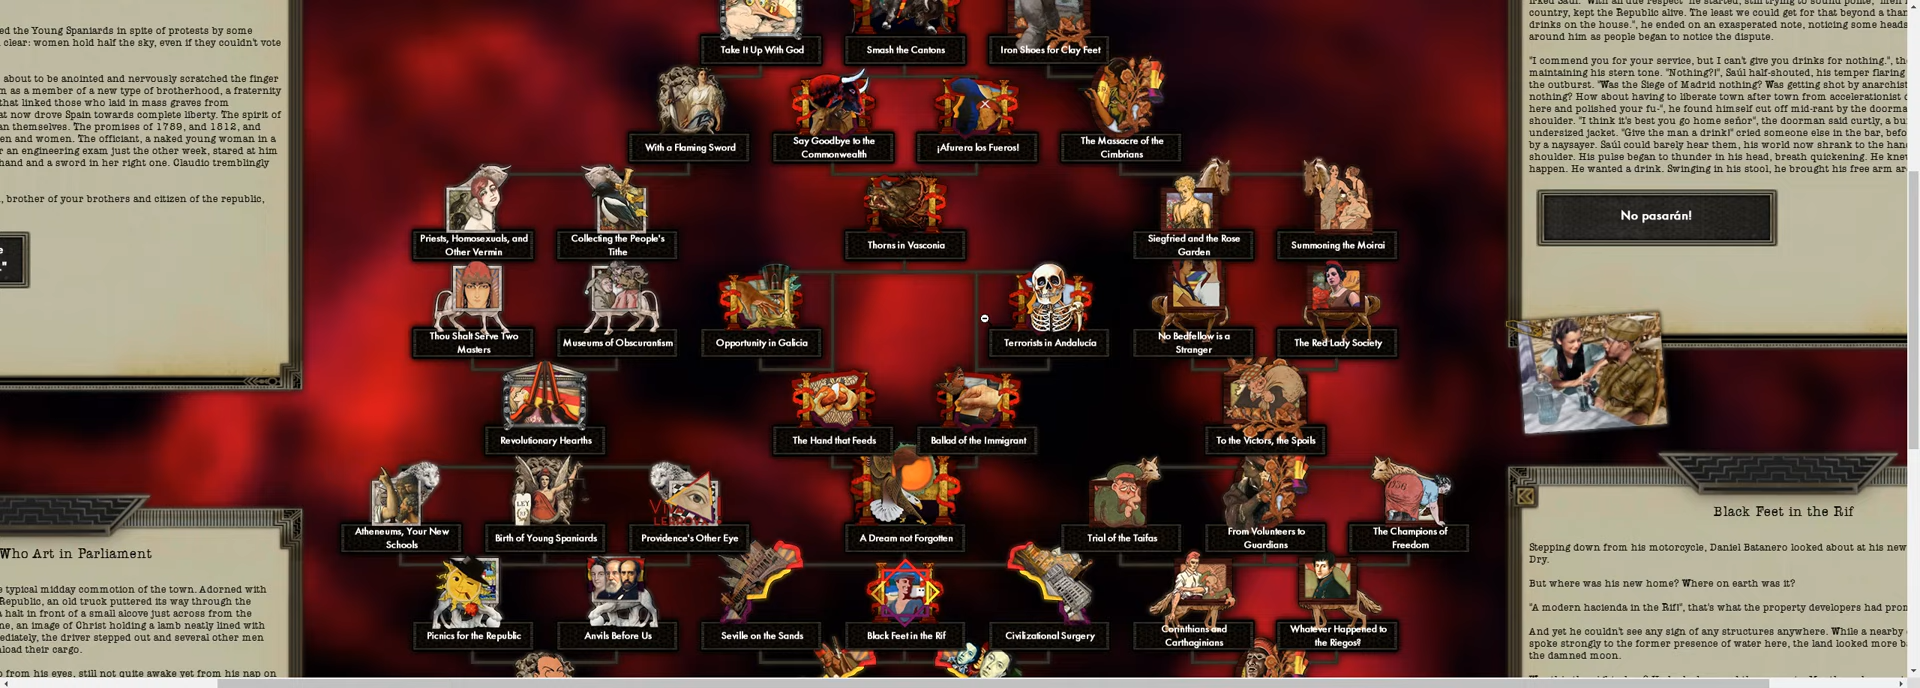 ed the Young Spaniards in spite of protests by some
clear: women hold half the sky, even if they couldn't vote
about to be anointed and nervously scratched the finger
m as a member of a new type of brotherhood, a fraternity
that linked those who laid in mass graves from
at now drove Spain towards complete liberty. The spirit of
an themselves. The promises of 1789, and 1812, and
en and women. The officiant, a naked young woman in a
r an engineering exam just the other week, stared at him
hand and a sword in her right one. Claudio tremblingly
, brother of your brothers and citizen of the republic,
Who Art in Parliament
e typical midday commotion of the town. Adorned with
Republic, an old truck puttered its way through the
a halt in front of a small alcove just across from the
ne, an image of Christ holding a lamb neatly lined with
ediately, the driver stepped out and several other men
load their cargo.
p from his eyes, still not quite awake yet from his nap on
Take It Up With God
Smash the Cantons
Iron Shoes for Clay Feet
With a Flaming Sword
Say Goodbye to the
Commonwealth
¡Afurera los Fueros!
The Massacre of the
Cimbrians
Priests, Homosexuals, and
Other Vermin
Collecting the People's
Tithe
Thorns in Vasconia
Siegfried and the Rose
Garden
Summoning the Moirai
Thou Shalt Serve Two
Masters
Museums of Obscurantism
Opportunity in Galicia
Terrorists in Andalucía
No Bedfellow is a
Stranger
The Red Lady Society
Revolutionary Hearths
The Hand that Feeds
Ballad of the Immigrant
To the Victors, the Spoils
LEY
Atheneums, Your New
Schools
Birth of Young Spaniards
Providence's Other Eye
A Dream not Forgotten
Trial of the Taifas
From Volunteers to
Guardians
1936
The Champions of
Freedom
Picnics for the Republic
Anvils Before Us
Seville on the Sands
Black Feet in the Rif
Civilizational Surgery
Corinthians and
Carthaginians
Whatever Happened to
the Riegos?
irked Saúl. "With all due respect" he started, still trying to sound polite, "men
country, kept the Republic alive. The least we could get for that beyond a than
drinks on the house.", he ended on an exasperated note, noticing some heads
around him as people began to notice the dispute.
"I commend you for your service, but I can't give you drinks for nothing.", the
maintaining his stern tone. "Nothing?!", Saúl half-shouted, his temper flaring
the outburst. "Was the Siege of Madrid nothing? Was getting shot by anarchist
nothing? How about having to liberate town after town from accelerationist c
here and polished your fu-", he found himself cut off mid-rant by the doorma
shoulder. "I think it's best you go home señor", the doorman said curtly, a bu
undersized jacket. "Give the man a drink!" cried someone else in the bar, befo
by a naysayer. Saúl could barely hear them, his world now shrank to the han
shoulder. His pulse began to thunder in his head, breath quickening. He knew
happen. He wanted a drink. Swinging in his stool, he brought his free arm ar
No pasarán!
Black Feet in the Rif
Stepping down from his motorcycle, Daniel Batanero looked about at his new
Dry.
But where was his new home? Where on earth was it?
"A modern hacienda in the Rif!", that's what the property developers had pro
And yet he couldn't see any sign of any structures anywhere. While a nearby
spoke strongly to the former presence of water here, the land looked more b
the damned moon.